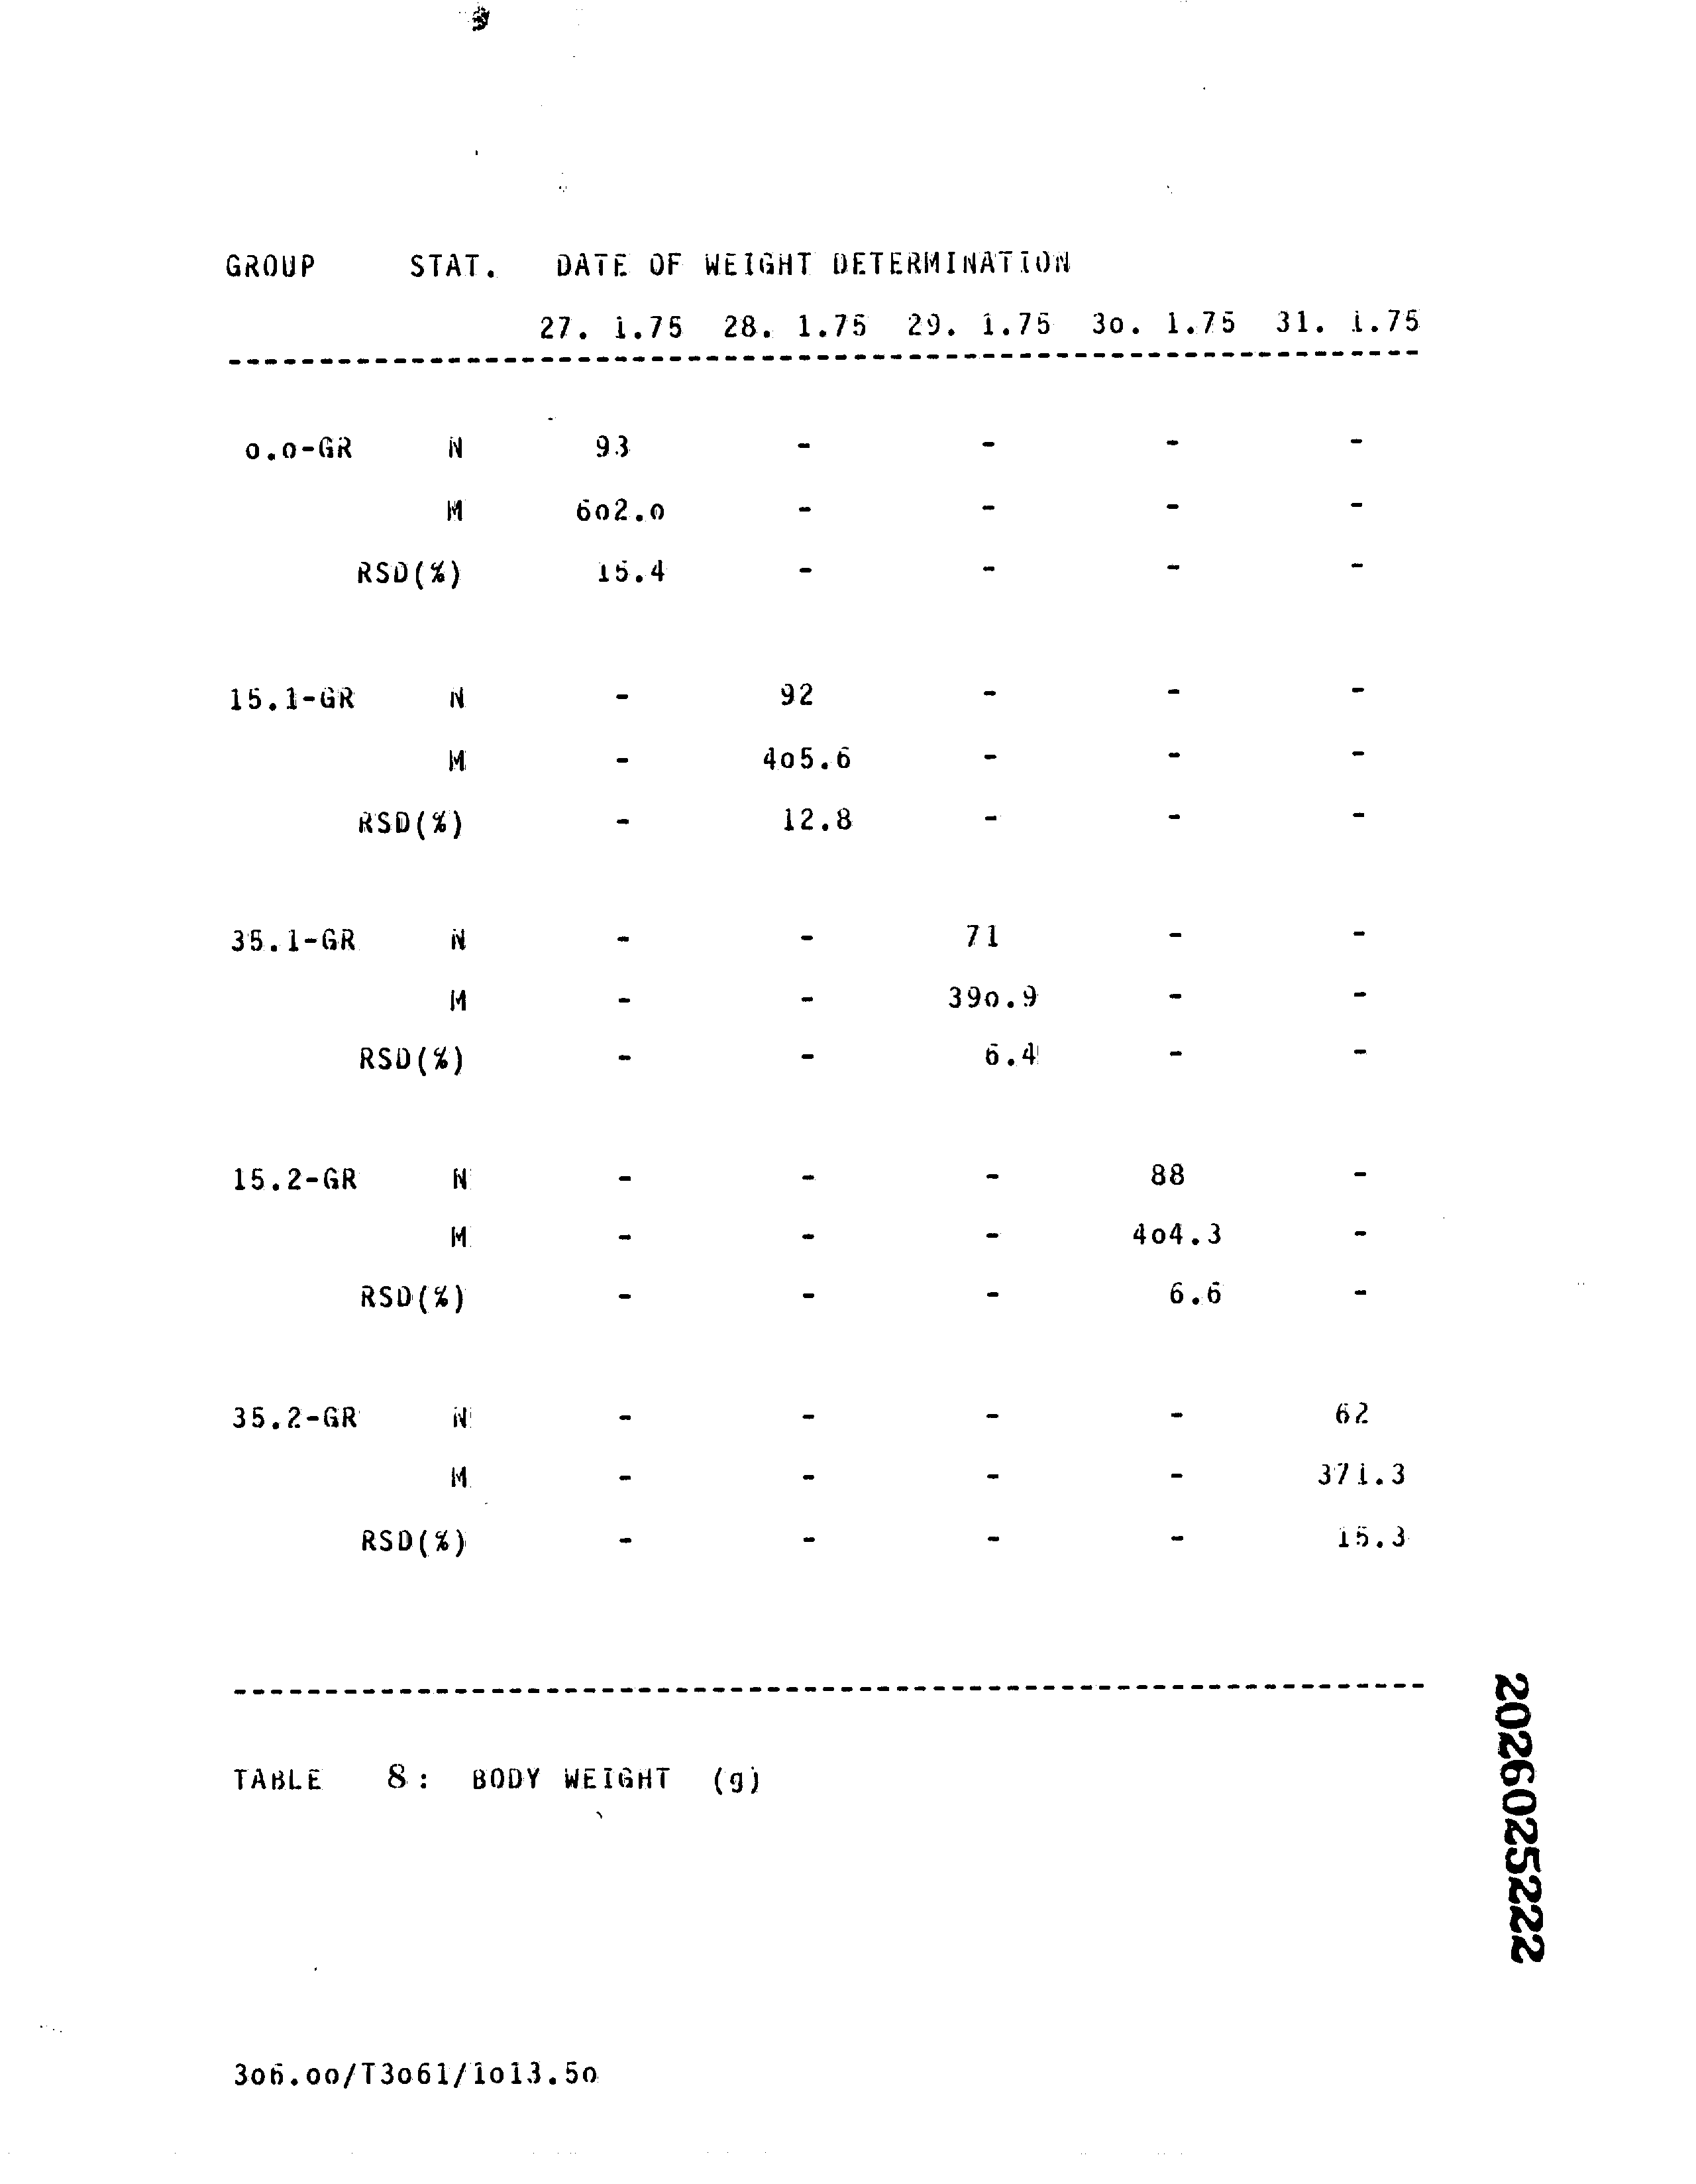 GROUP STAT. DATE OF WEIGHT DETERMINATION
27. 1.75 28. 1.75 29. 1.75 3o. 1.75 31. 1.75
o.o-GR N 93 - - - -
M 6o2.o - - - -
RSD(%) 15.4 - - - -
15.1-GR N - 92 - - -
M - 4o5.6 - - -
RSD(%) - 12.8 - - -
35.1-GR N - - 71 - -
M - - 39o.9 - -
RSD(%) - - 6.4 - -
15.2-GR N - - - 88 -
M - - - 4o4.3 -
RSD(%) - - - 6.6 -
35.2-GR N - - - - 62
M - - - - 371.3
RSD(%) - - - - 15.3
TABLE 8: BODY WEIGHT (g)
2026025222
3o6.oo/T3o61/1o13.5o